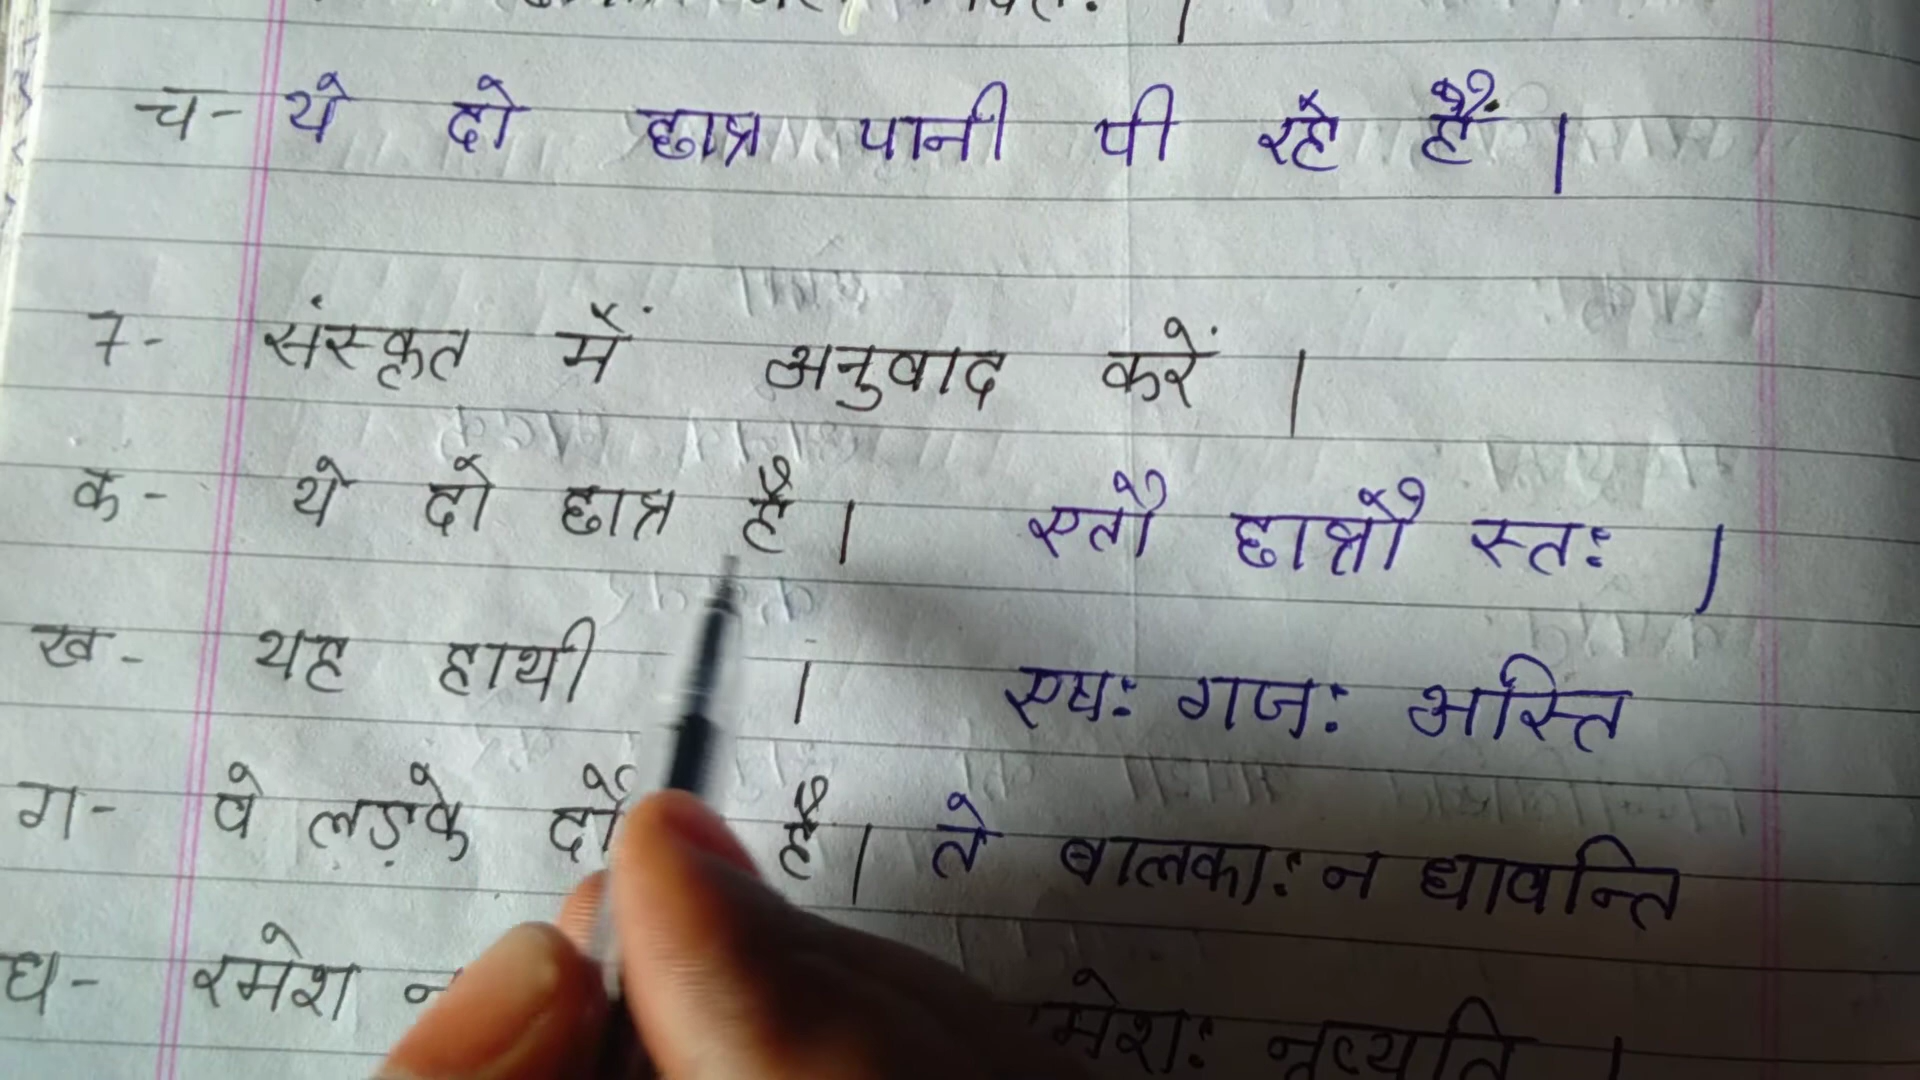 च- ये दो छात्र पानी पी रहे हैं ।
7- संस्कृत में अनुवाद करें ।
क- ये दो छात्र है । एतौ छात्रौ स्तः ।
ख- यह हाथी । एषः गजः अस्ति
ग- वे लड़के है । ते बालकाः न धावन्ति
घ- रमेश नृत्यति ।